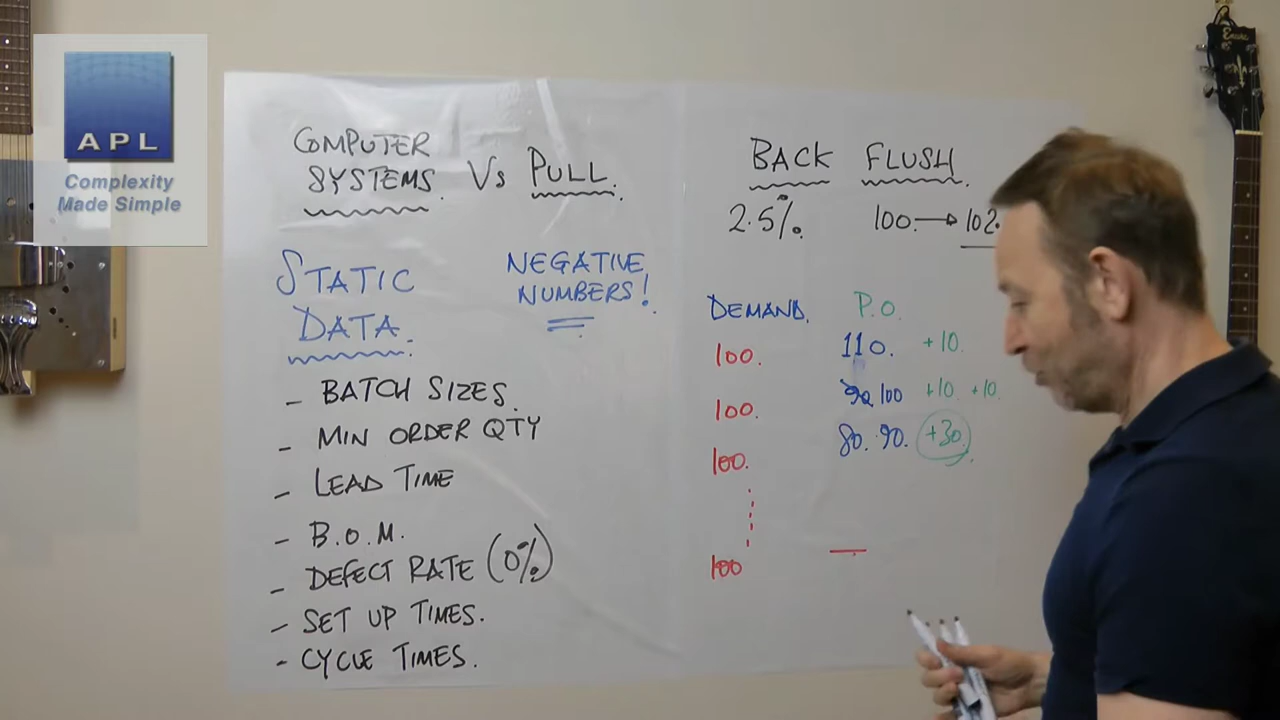 APL
Complexity
Made Simple
COMPUTER
SYSTEMS. Vs PULL.
STATIC
DATA.
NEGATIVE
NUMBERS!
- BATCH SIZES.
- MIN ORDER QTY
- LEAD TIME
- B.O.M.
- DEFECT RATE (0%)
- SET UP TIMES.
- CYCLE TIMES.
BACK FLUSH.
2.5% 100. → 102.
DEMAND. P.O.
100. 110. +10.
100. 90 100 +10. +10.
100. 80. 90. +30.
100